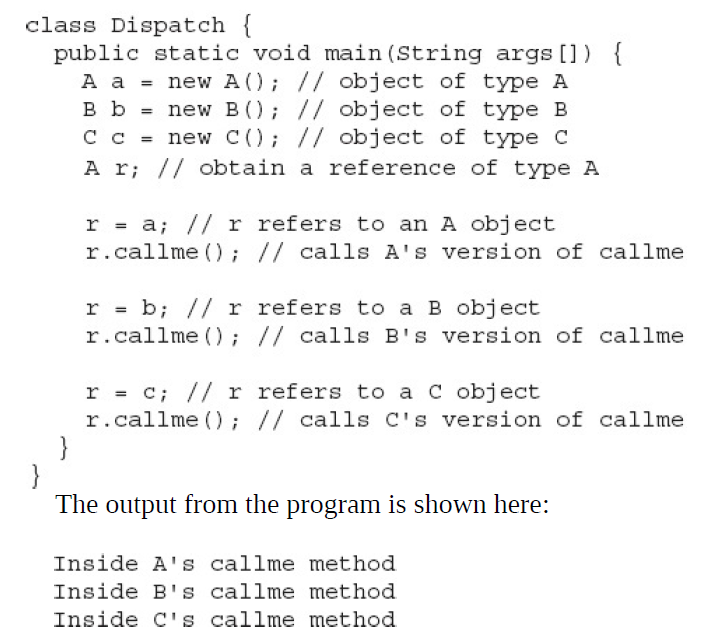 class Dispatch {
public static void main(String args[]) {
A a = new A(); // object of type A
B b = new B(); // object of type B
C c = new C(); // object of type C
A r; // obtain a reference of type A
r = a; // r refers to an A object
r.callme(); // calls A's version of callme
r = b; // r refers to a B object
r.callme(); // calls B's version of callme
r = c; // r refers to a C object
r.callme(); // calls C's version of callme
}
}
The output from the program is shown here:
Inside A's callme method
Inside B's callme method
Inside C's callme method